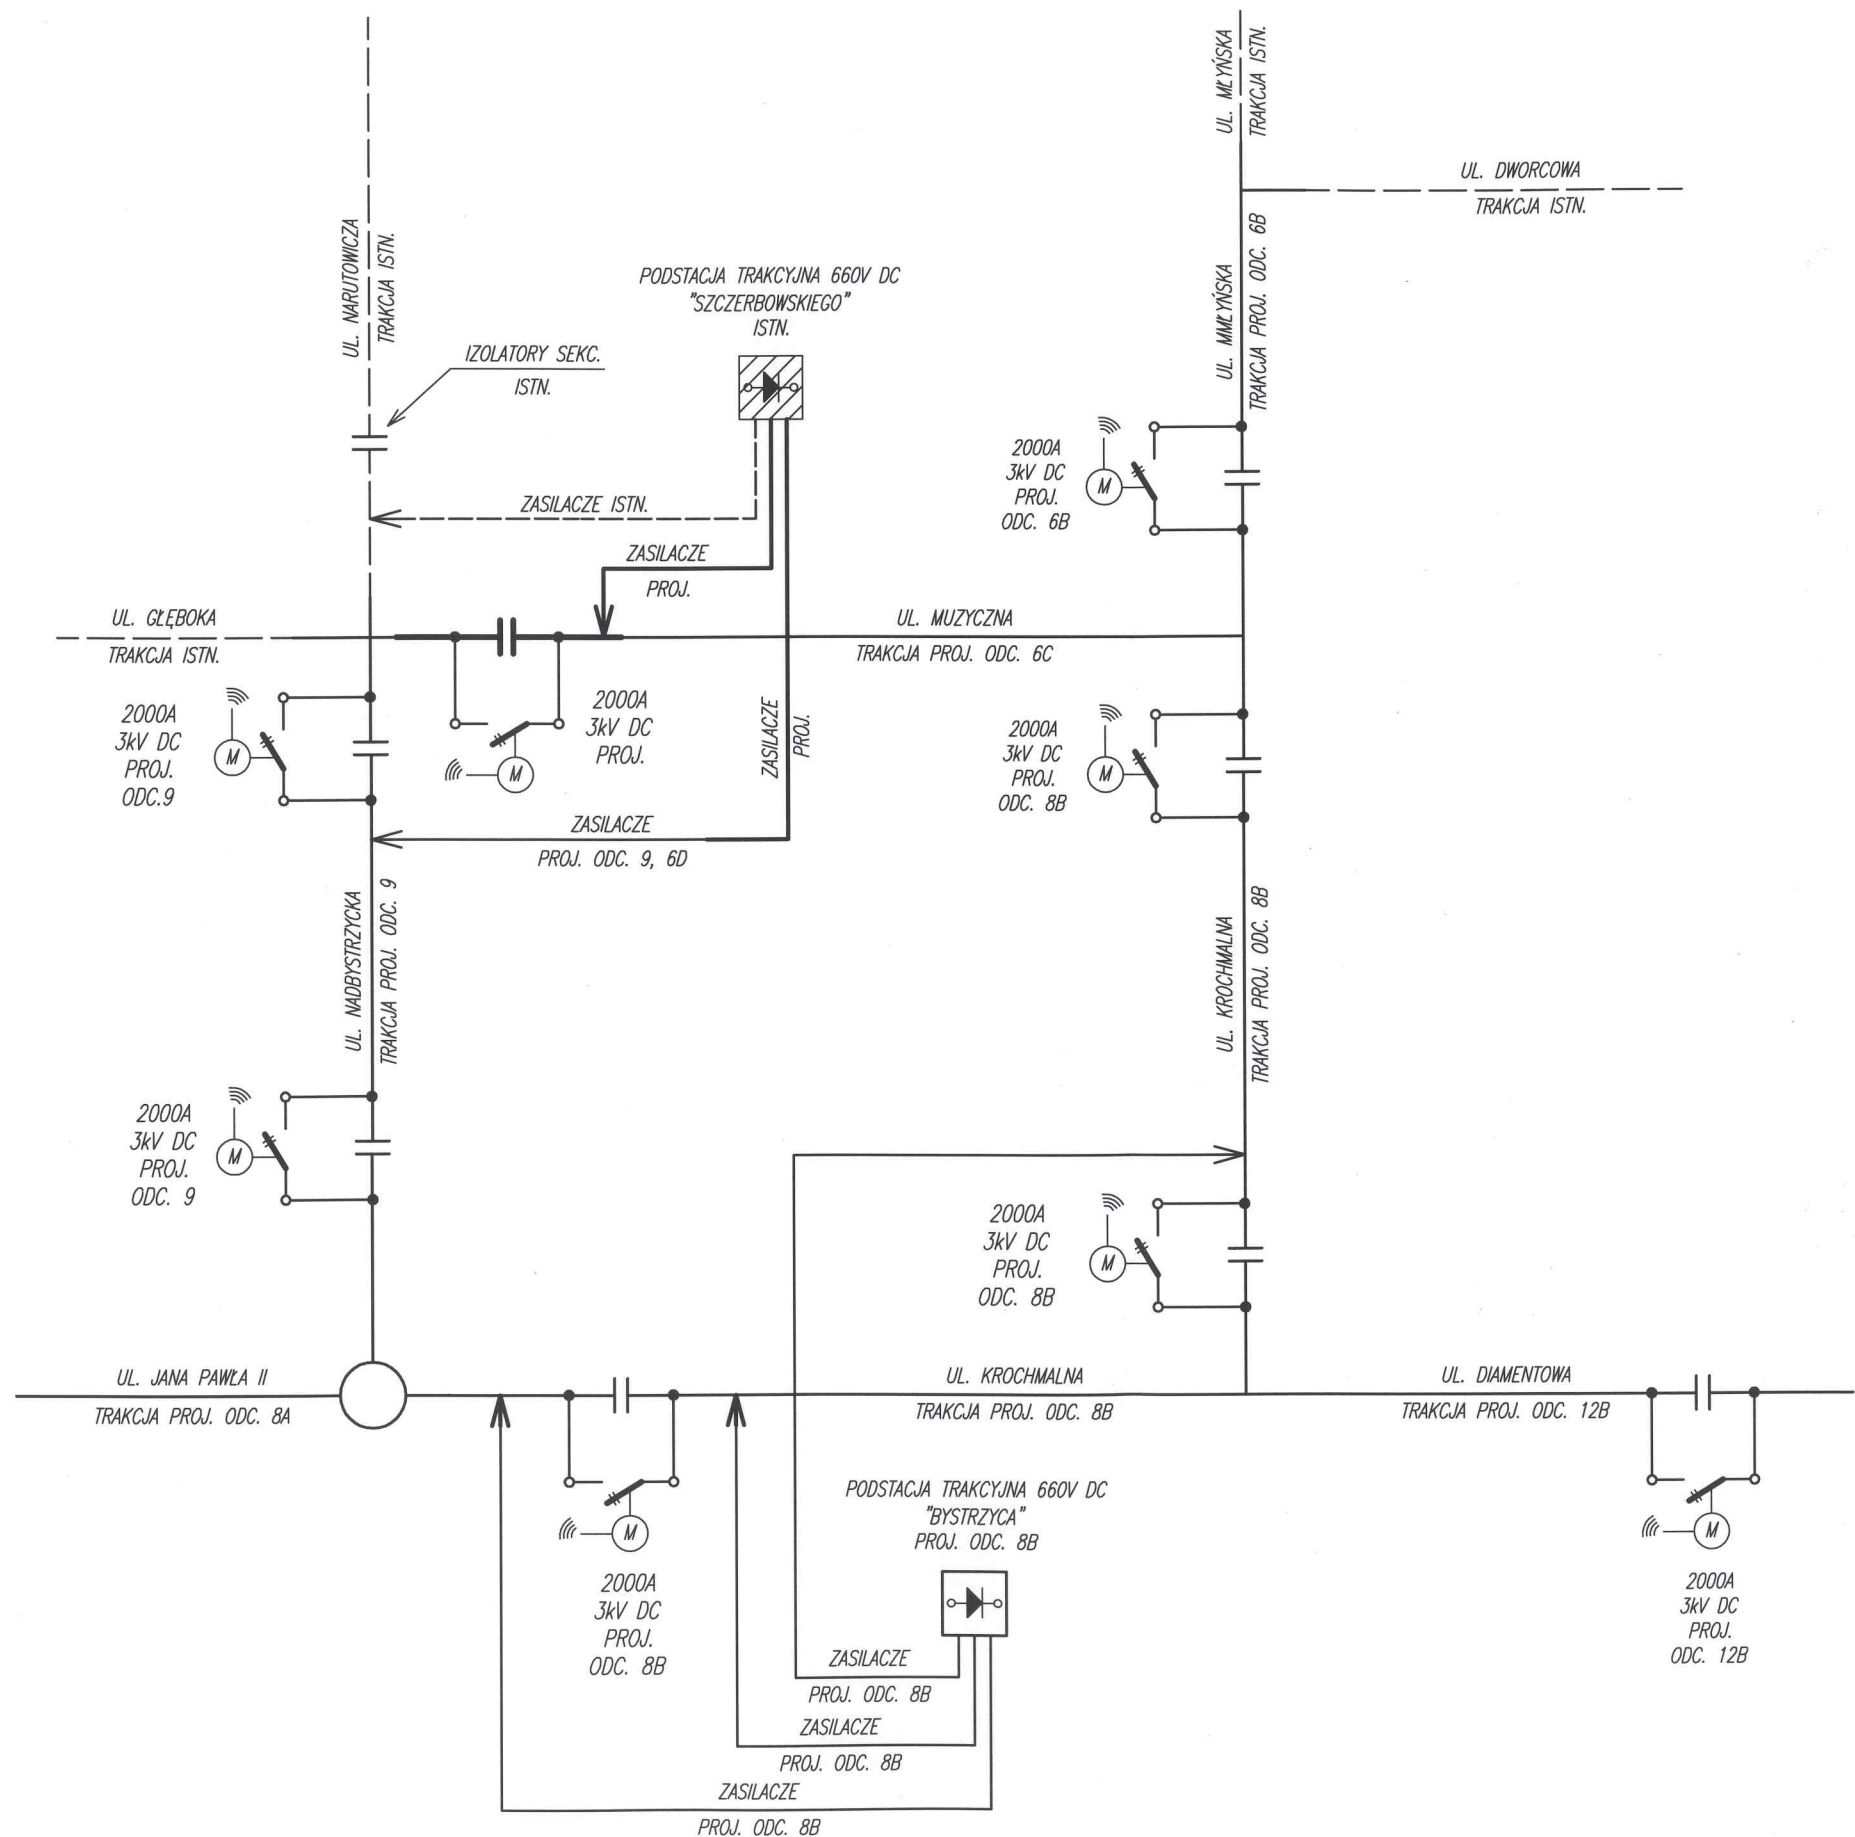 UL. MŁYŃSKA
TRAKCJA ISTN.
UL. DWORCOWA
TRAKCJA ISTN.
UL. NARUTOWICZA
TRAKCJA ISTN.
PODSTACJA TRAKCYJNA 660V DC
"SZCZERBOWSKIEGO"
ISTN.
UL. MMŁYŃSKA
TRAKCJA PROJ. ODC. 6B
IZOLATORY SEKC.
ISTN.
2000A
3kV DC
PROJ.
ODC. 6B
M
ZASILACZE ISTN.
ZASILACZE
PROJ.
UL. GŁĘBOKA
TRAKCJA ISTN.
UL. MUZYCZNA
TRAKCJA PROJ. ODC. 6C
2000A
3kV DC
PROJ.
ODC.9
M
2000A
3kV DC
PROJ.
M
ZASILACZE
PROJ.
2000A
3kV DC
PROJ.
ODC. 8B
M
ZASILACZE
PROJ. ODC. 9, 6D
UL. NADBYSTRZYCKA
TRAKCJA PROJ. ODC. 9
UL. KROCHMALNA
TRAKCJA PROJ. ODC. 8B
2000A
3kV DC
PROJ.
ODC. 9
M
2000A
3kV DC
PROJ.
ODC. 8B
M
UL. JANA PAWŁA II
TRAKCJA PROJ. ODC. 8A
UL. KROCHMALNA
TRAKCJA PROJ. ODC. 8B
UL. DIAMENTOWA
TRAKCJA PROJ. ODC. 12B
M
2000A
3kV DC
PROJ.
ODC. 8B
PODSTACJA TRAKCYJNA 660V DC
"BYSTRZYCA"
PROJ. ODC. 8B
M
2000A
3kV DC
PROJ.
ODC. 12B
ZASILACZE
PROJ. ODC. 8B
ZASILACZE
PROJ. ODC. 8B
ZASILACZE
PROJ. ODC. 8B